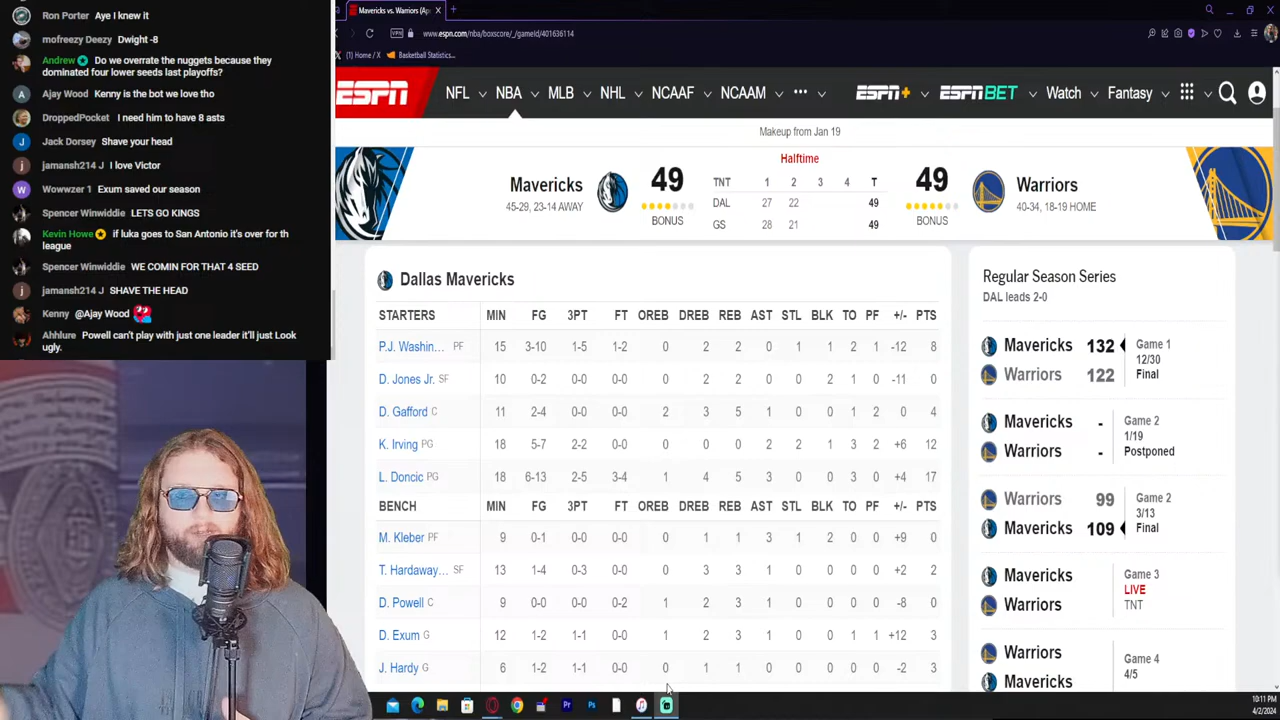 Ron Porter Aye I knew it
mofreezy Deezy Dwight -8
Andrew Do we overrate the nuggets because they
dominated four lower seeds last playoffs?
Ajay Wood Kenny is the bot we love tho
DroppedPocket I need him to have 8 asts
Jack Dorsey Shave your head
jamansh214 J I love Victor
Wowwzer 1 Exum saved our season
Spencer Winwiddie LETS GO KINGS
Kevin Howe if luka goes to San Antonio it's over for th
league
Spencer Winwiddie WE COMIN FOR THAT 4 SEED
jamansh214 J SHAVE THE HEAD
Kenny @Ajay Wood
Ahhlure Powell can't play with just one leader it'll just Look
ugly.
Mavericks vs. Warriors (Ap
VPN www.espn.com/nba/boxscore/_/gameId/401636114
(1) Home / X Basketball Statistics...
ESPN NFL NBA MLB NHL NCAAF NCAAM ••• ESPN+ ESPNBET Watch Fantasy
Makeup from Jan 19
Halftime
Mavericks 49 TNT 1 2 3 4 T 49 Warriors
45-29, 23-14 AWAY BONUS DAL 27 22 49 BONUS 40-34, 18-19 HOME
GS 28 21 49
Dallas Mavericks
STARTERS MIN FG 3PT FT OREB DREB REB AST STL BLK TO PF +/- PTS
P.J. Washin... PF 15 3-10 1-5 1-2 0 2 2 0 1 1 2 1 -12 8
D. Jones Jr. SF 10 0-2 0-0 0-0 0 2 2 0 0 2 1 0 -11 0
D. Gafford C 11 2-4 0-0 0-0 2 3 5 1 0 0 1 2 0 4
K. Irving PG 18 5-7 2-2 0-0 0 0 0 2 2 1 3 2 +6 12
L. Doncic PG 18 6-13 2-5 3-4 1 4 5 3 0 0 3 0 +4 17
BENCH MIN FG 3PT FT OREB DREB REB AST STL BLK TO PF +/- PTS
M. Kleber PF 9 0-1 0-0 0-0 0 1 1 3 1 2 0 0 +9 0
T. Hardaway... SF 13 1-4 0-3 0-0 0 3 3 1 0 0 0 0 +2 2
D. Powell C 9 0-0 0-0 0-2 1 2 3 1 0 0 0 0 -8 0
D. Exum G 12 1-2 1-1 0-0 1 2 3 1 0 0 1 1 +12 3
J. Hardy G 6 1-2 1-1 0-0 0 1 1 0 0 0 0 0 -2 3
Regular Season Series
DAL leads 2-0
Mavericks 132 Game 1
Warriors 122 12/30
Final
Mavericks - Game 2
Warriors - 1/19
Postponed
Warriors 99 Game 2
Mavericks 109 3/13
Final
Mavericks Game 3
Warriors LIVE
TNT
Warriors Game 4
Mavericks 4/5
Pr Ps
10:11 PM
4/2/2024